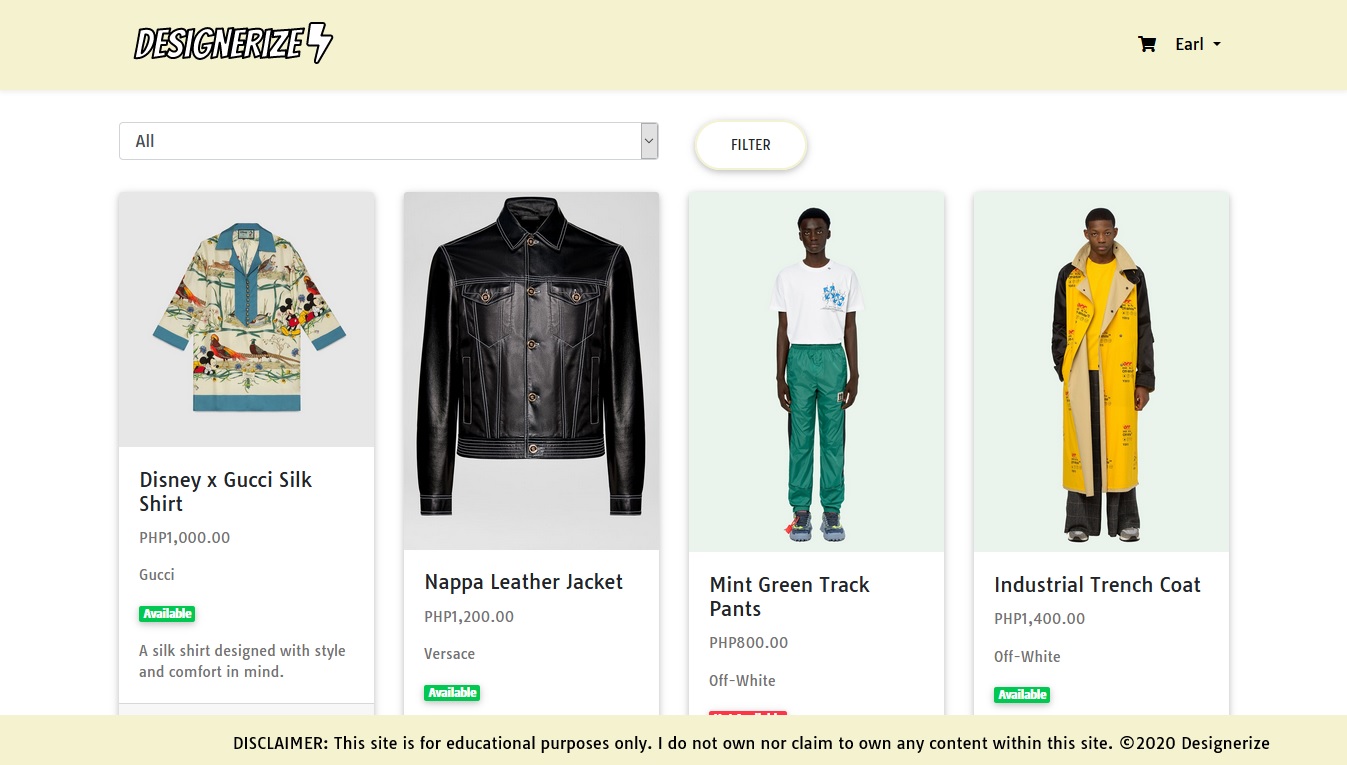 DESIGNERIZE
Earl
All
FILTER
Disney x Gucci Silk
Shirt
PHP1,000.00
Gucci
Available
A silk shirt designed with style
and comfort in mind.
Nappa Leather Jacket
PHP1,200.00
Versace
Available
Mint Green Track
Pants
PHP800.00
Off-White
Industrial Trench Coat
PHP1,400.00
Off-White
Available
DISCLAIMER: This site is for educational purposes only. I do not own nor claim to own any content within this site. ©2020 Designerize